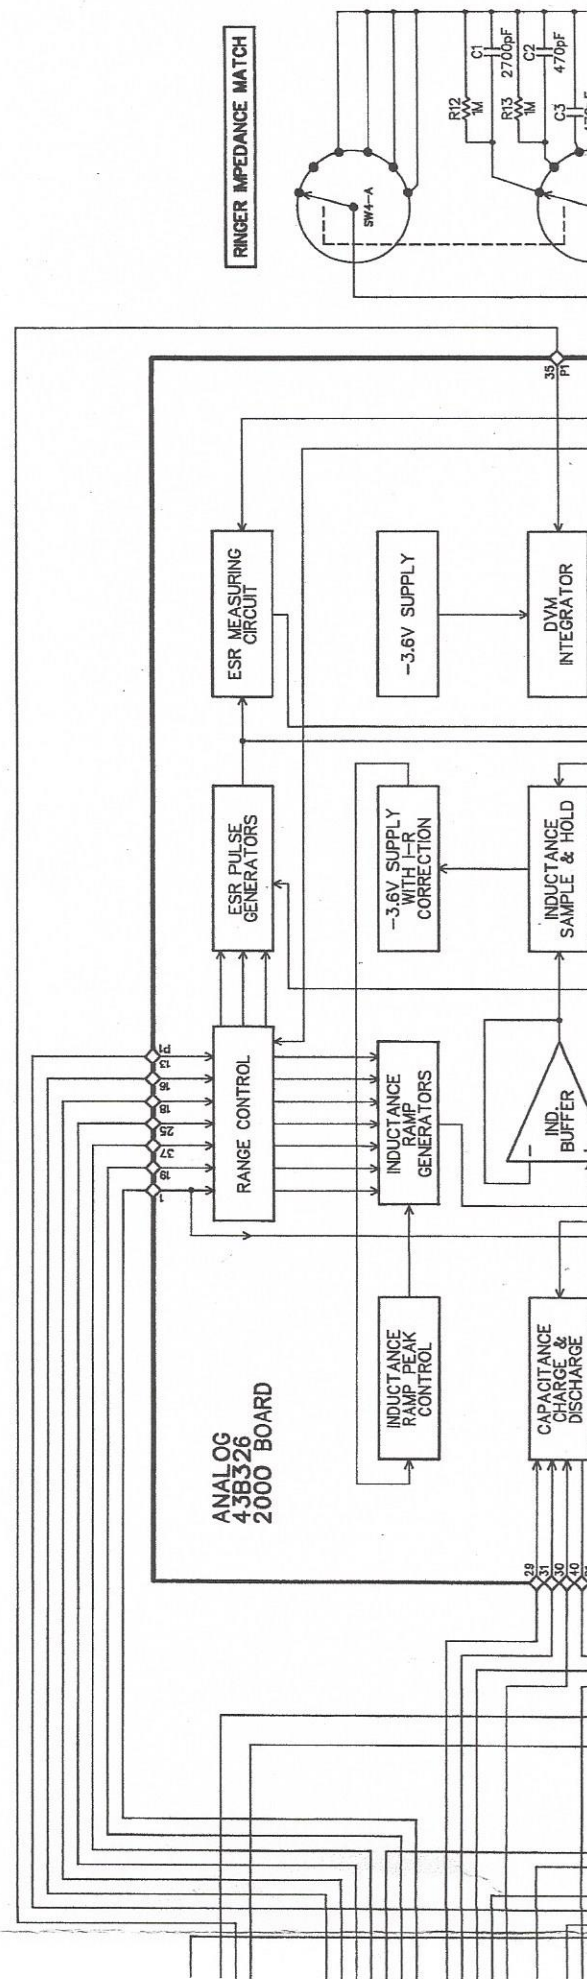 RINGER IMPEDANCE MATCH
SW4-A
R12
1M
C1
2700pF
R13
1M
C2
470pF
C3
35
P1
ESR MEASURING
CIRCUIT
-3.6V SUPPLY
DVM
INTEGRATOR
ESR PULSE
GENERATORS
-3.6V SUPPLY
WITH I-R
CORRECTION
INDUCTANCE
SAMPLE & HOLD
P1
13
16
18
25
37
19
1
RANGE CONTROL
INDUCTANCE
RAMP
GENERATORS
IND.
BUFFER
INDUCTANCE
RAMP PEAK
CONTROL
CAPACITANCE
CHARGE &
DISCHARGE
ANALOG
43B326
2000 BOARD
29
31
30
40